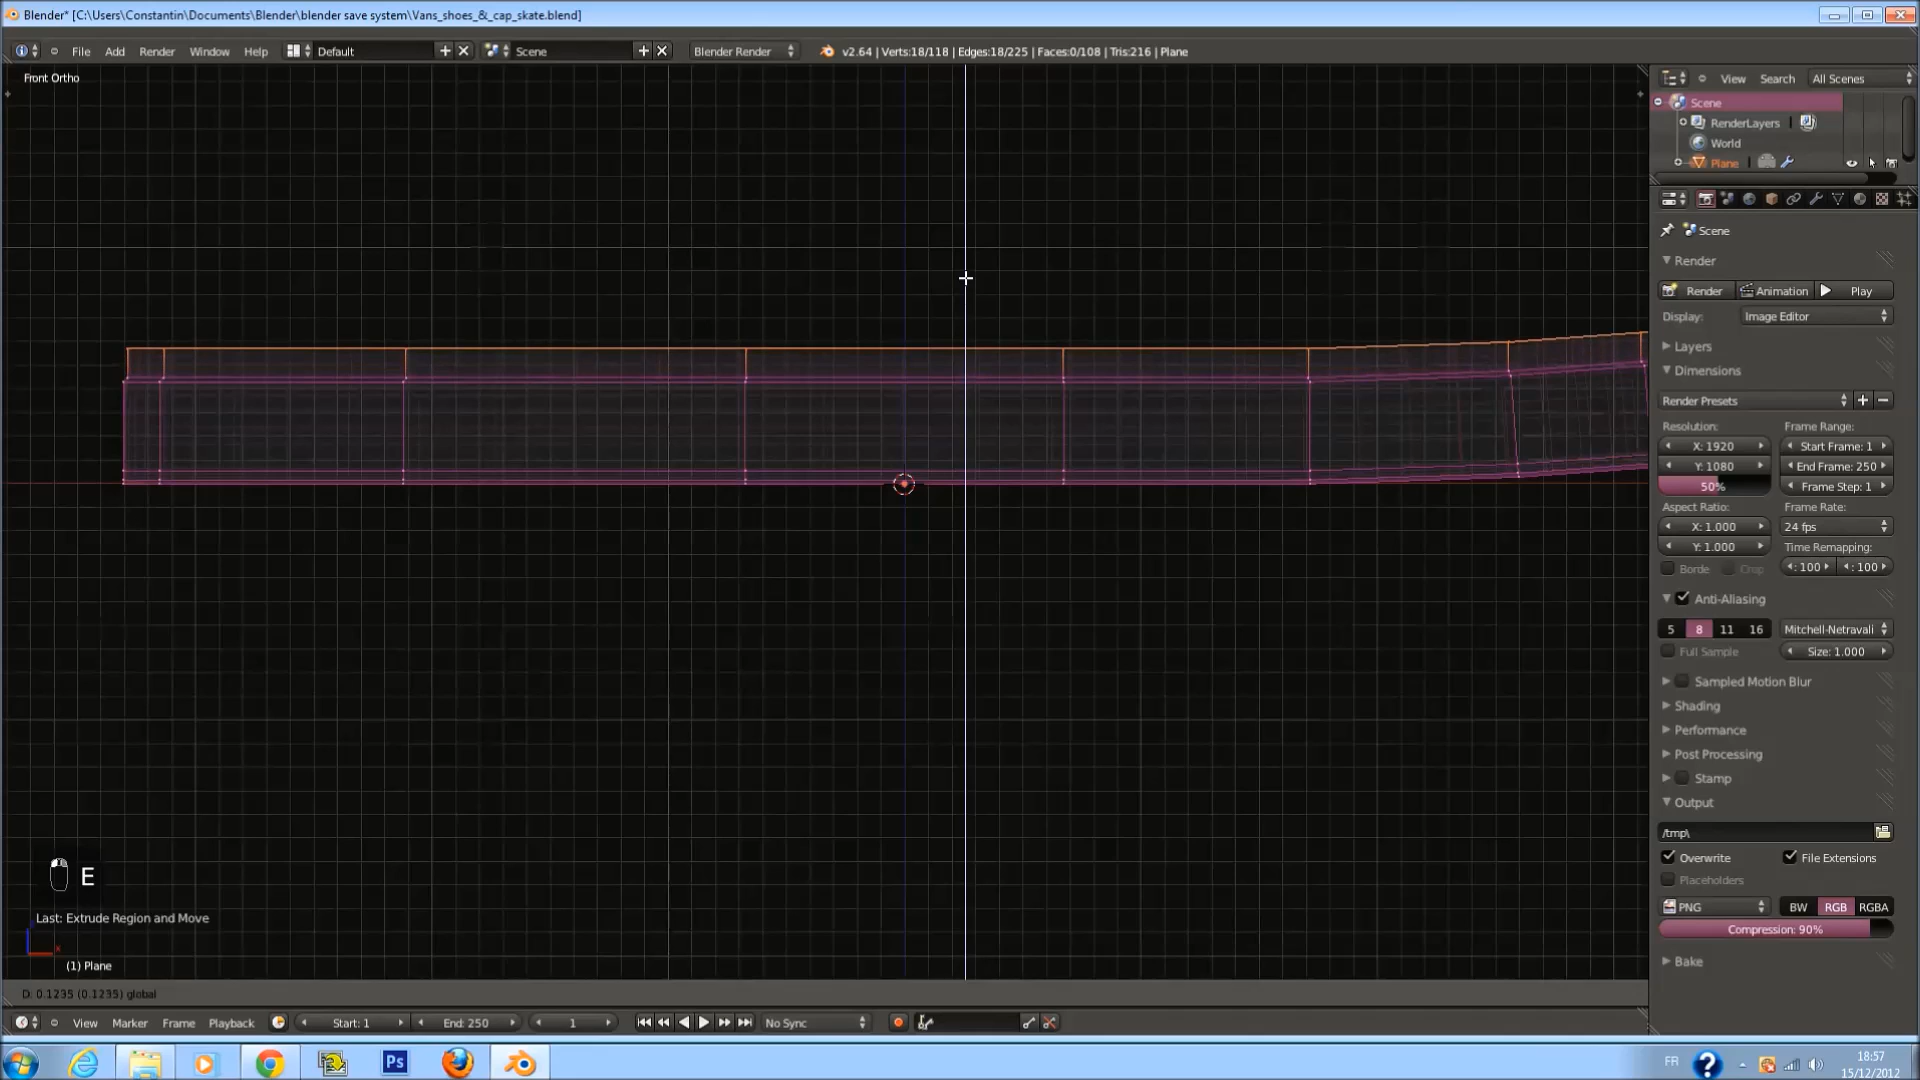 Blender* [C:\Users\Constantin\Documents\Blender\blender save system\Vans_shoes_&_cap_skate.blend]
File Add Render Window Help Default Scene Blender Render v2.64 | Verts:18/118 | Edges:18/225 | Faces:0/108 | Tris:216 | Plane
Front Ortho
View Search All Scenes
Scene
RenderLayers
World
Plane
Scene
Render
Render Animation Play
Display: Image Editor
Layers
Dimensions
Render Presets
Resolution: Frame Range:
X: 1920 Start Frame: 1
Y: 1080 End Frame: 250
50% Frame Step: 1
Aspect Ratio: Frame Rate:
X: 1.000 24 fps
Y: 1.000 Time Remapping:
Borde Crop : 100 : 100
Anti-Aliasing
5 8 11 16 Mitchell-Netravali
Full Sample Size: 1.000
Sampled Motion Blur
Shading
Performance
Post Processing
Stamp
Output
/tmp\
Overwrite File Extensions
Placeholders
PNG BW RGB RGBA
Compression: 90%
Bake
E
Last: Extrude Region and Move
x
(1) Plane
D: 0.1235 (0.1235) global
View Marker Frame Playback Start: 1 End: 250 1 No Sync
Ps
FR
?
18:57
15/12/2012